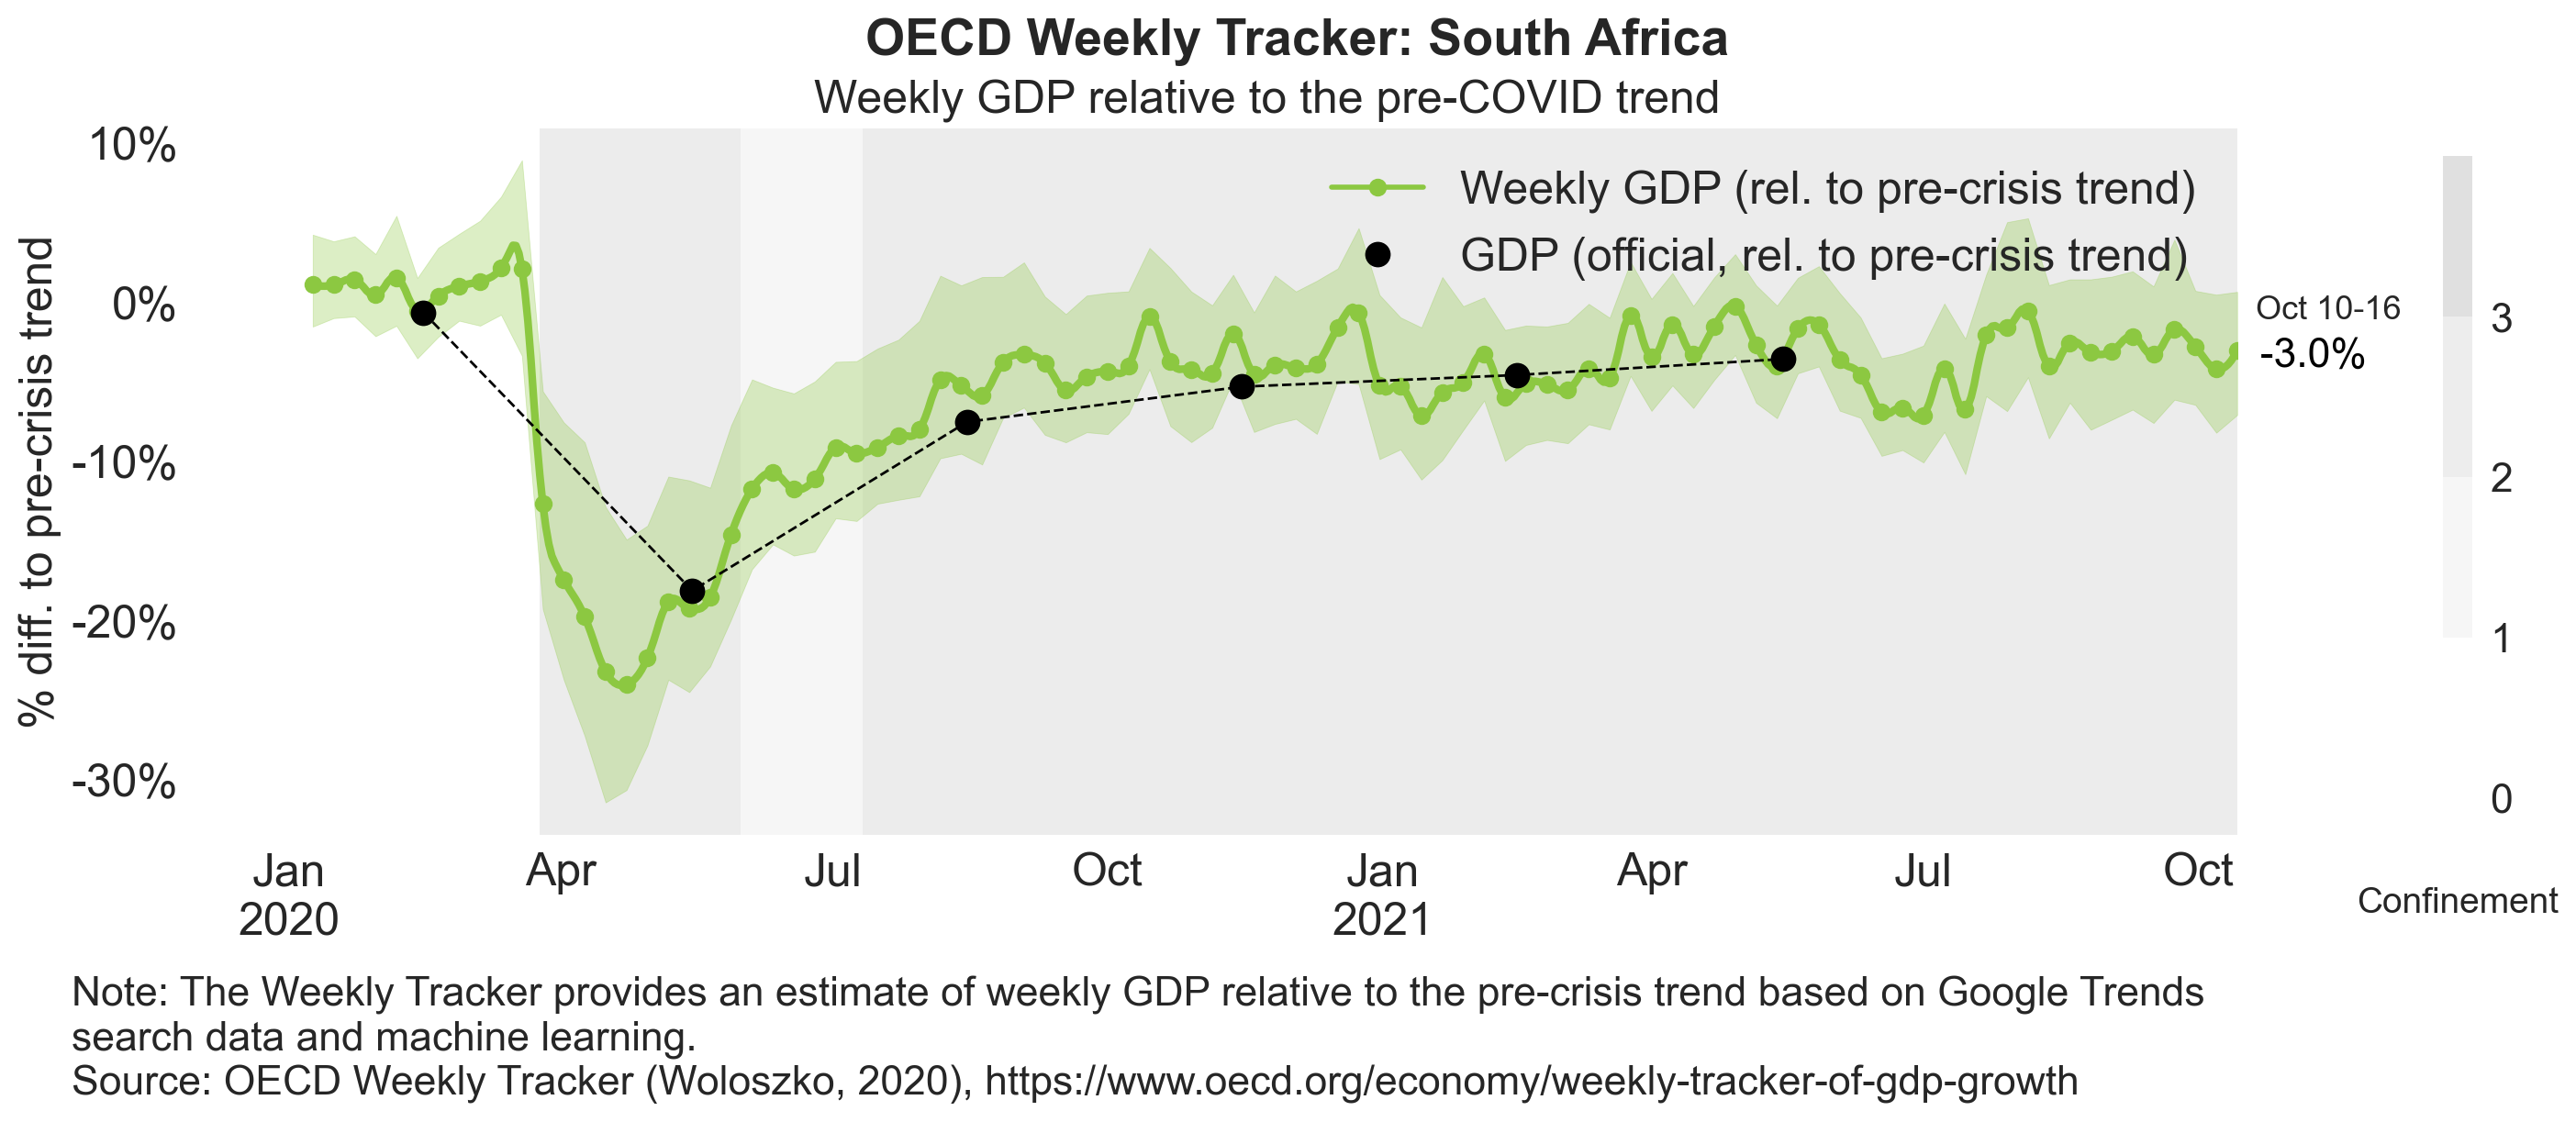 OECD Weekly Tracker: South Africa
Weekly GDP relative to the pre-COVID trend
% diff. to pre-crisis trend
10%
0%
-10%
-20%
-30%
Weekly GDP (rel. to pre-crisis trend)
GDP (official, rel. to pre-crisis trend)
Oct 10-16
-3.0%
3
2
1
0
Confinement
Jan Apr Jul Oct Jan Apr Jul Oct
2020 2021
Note: The Weekly Tracker provides an estimate of weekly GDP relative to the pre-crisis trend based on Google Trends
search data and machine learning.
Source: OECD Weekly Tracker (Woloszko, 2020), https://www.oecd.org/economy/weekly-tracker-of-gdp-growth